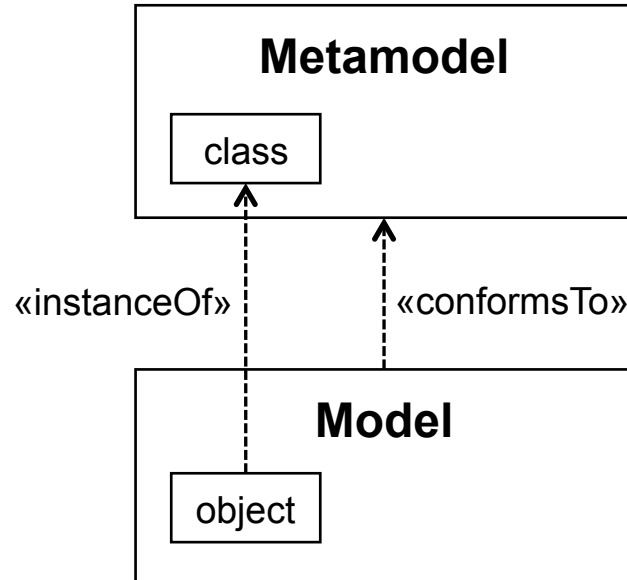 Metamodel
class
«instanceOf»
«conformsTo»
Model
object